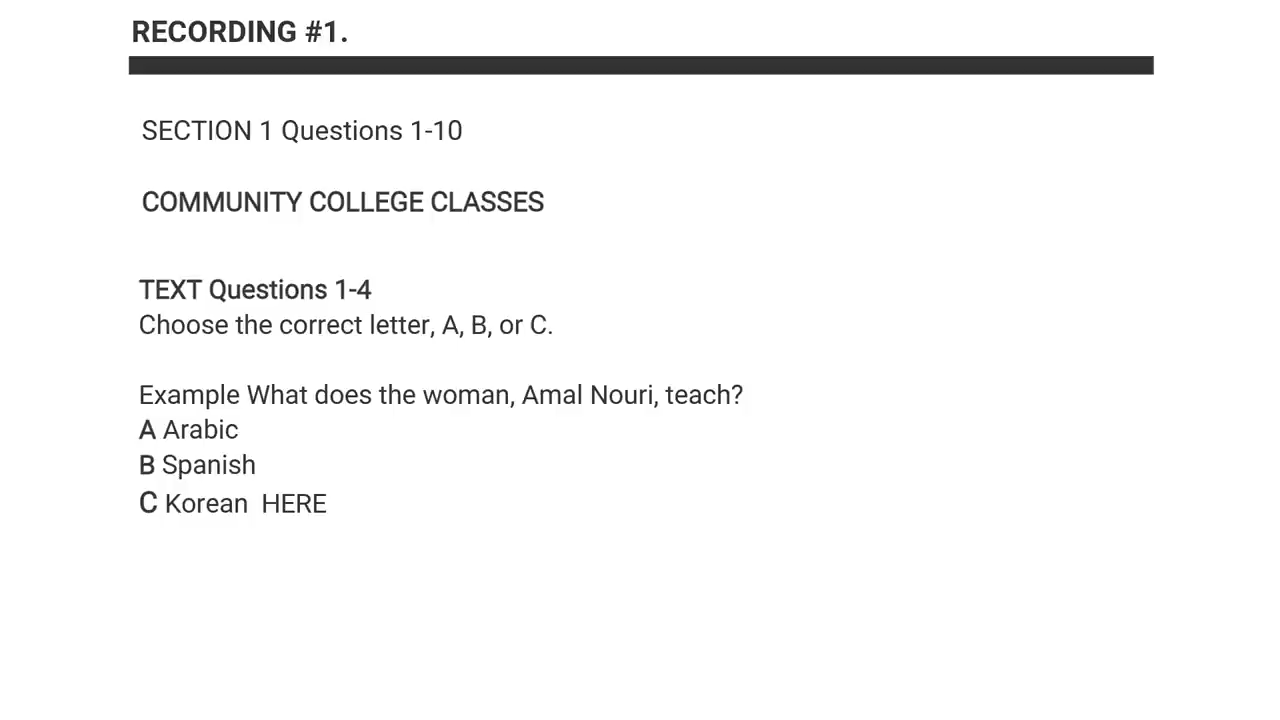 RECORDING #1.
SECTION 1 Questions 1-10
COMMUNITY COLLEGE CLASSES
TEXT Questions 1-4
Choose the correct letter, A, B, or C.
Example What does the woman, Amal Nouri, teach?
A Arabic
B Spanish
C Korean HERE